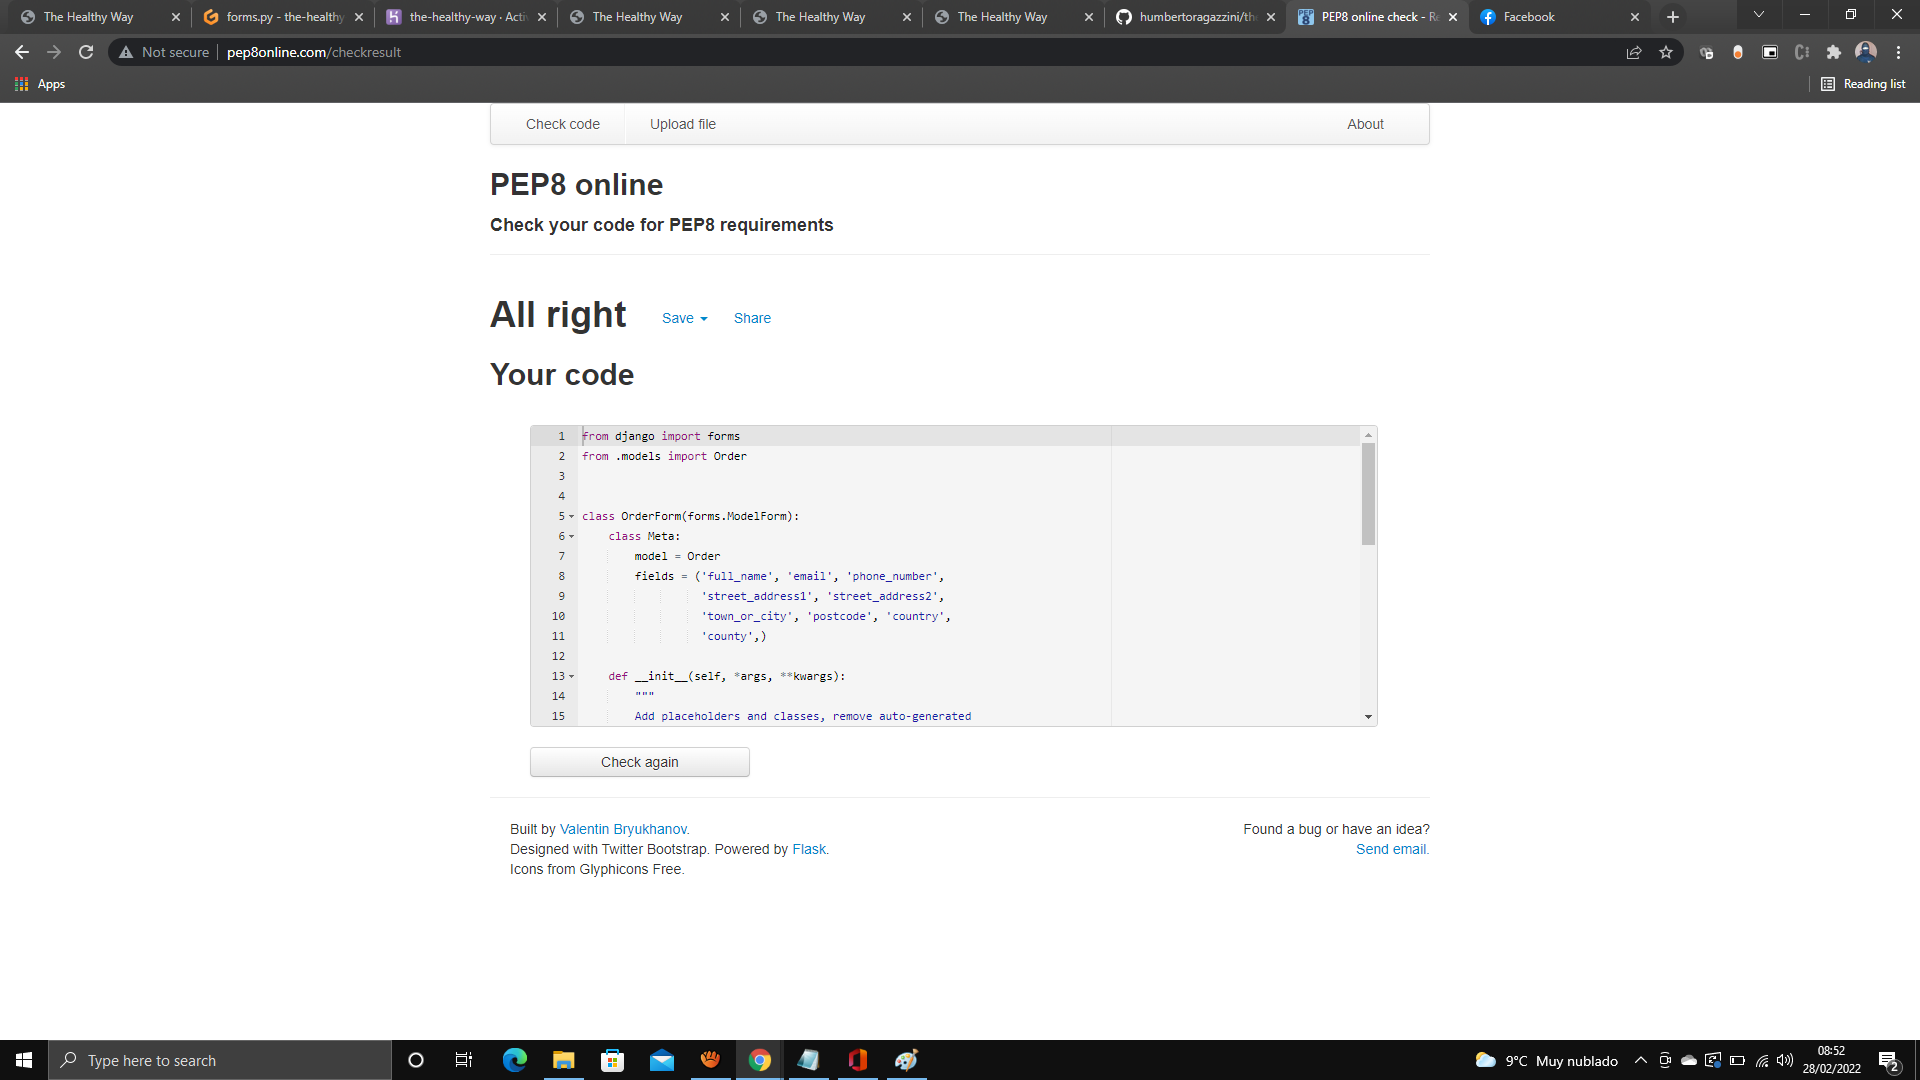 The Healthy Way
forms.py - the-healthy
the-healthy-way · Activ
The Healthy Way
The Healthy Way
The Healthy Way
humbertoragazzini/the
PEP8 online check - Re
Facebook
Not secure
pep8online.com/checkresult
Apps
Reading list
Check code
Upload file
About
PEP8 online
Check your code for PEP8 requirements
All right
Save
Share
Your code
1 from django import forms
2 from .models import Order
3
4
5 class OrderForm(forms.ModelForm):
6 class Meta:
7 model = Order
8 fields = ('full_name', 'email', 'phone_number',
9 'street_address1', 'street_address2',
10 'town_or_city', 'postcode', 'country',
11 'county',)
12
13 def __init__(self, *args, **kwargs):
14 """
15 Add placeholders and classes, remove auto-generated
Check again
Built by Valentin Bryukhanov.
Designed with Twitter Bootstrap. Powered by Flask.
Icons from Glyphicons Free.
Found a bug or have an idea?
Send email.
Type here to search
9°C Muy nublado
08:52
28/02/2022
2